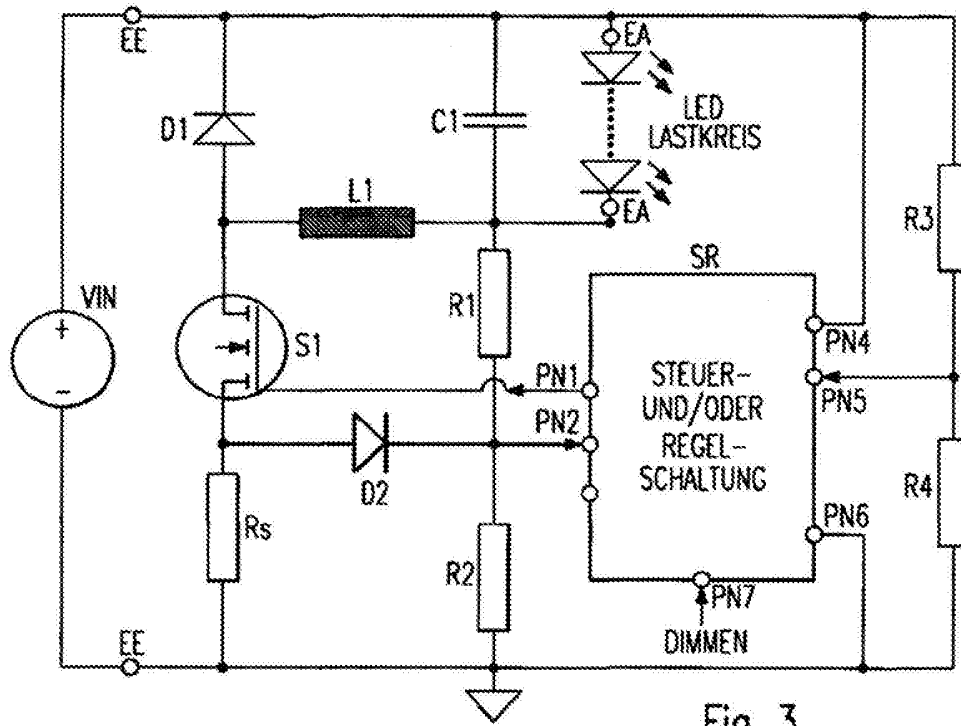 EE
EA
D1
C1
LED
LASTKREIS
L1
EA
R3
SR
VIN
+
-
R1
S1
PN4
PN1
STEUER-
UND/ODER
REGEL-
SCHALTUNG
PN5
PN2
D2
R4
Rs
PN6
R2
PN7
EE
DIMMEN
Fig. 3